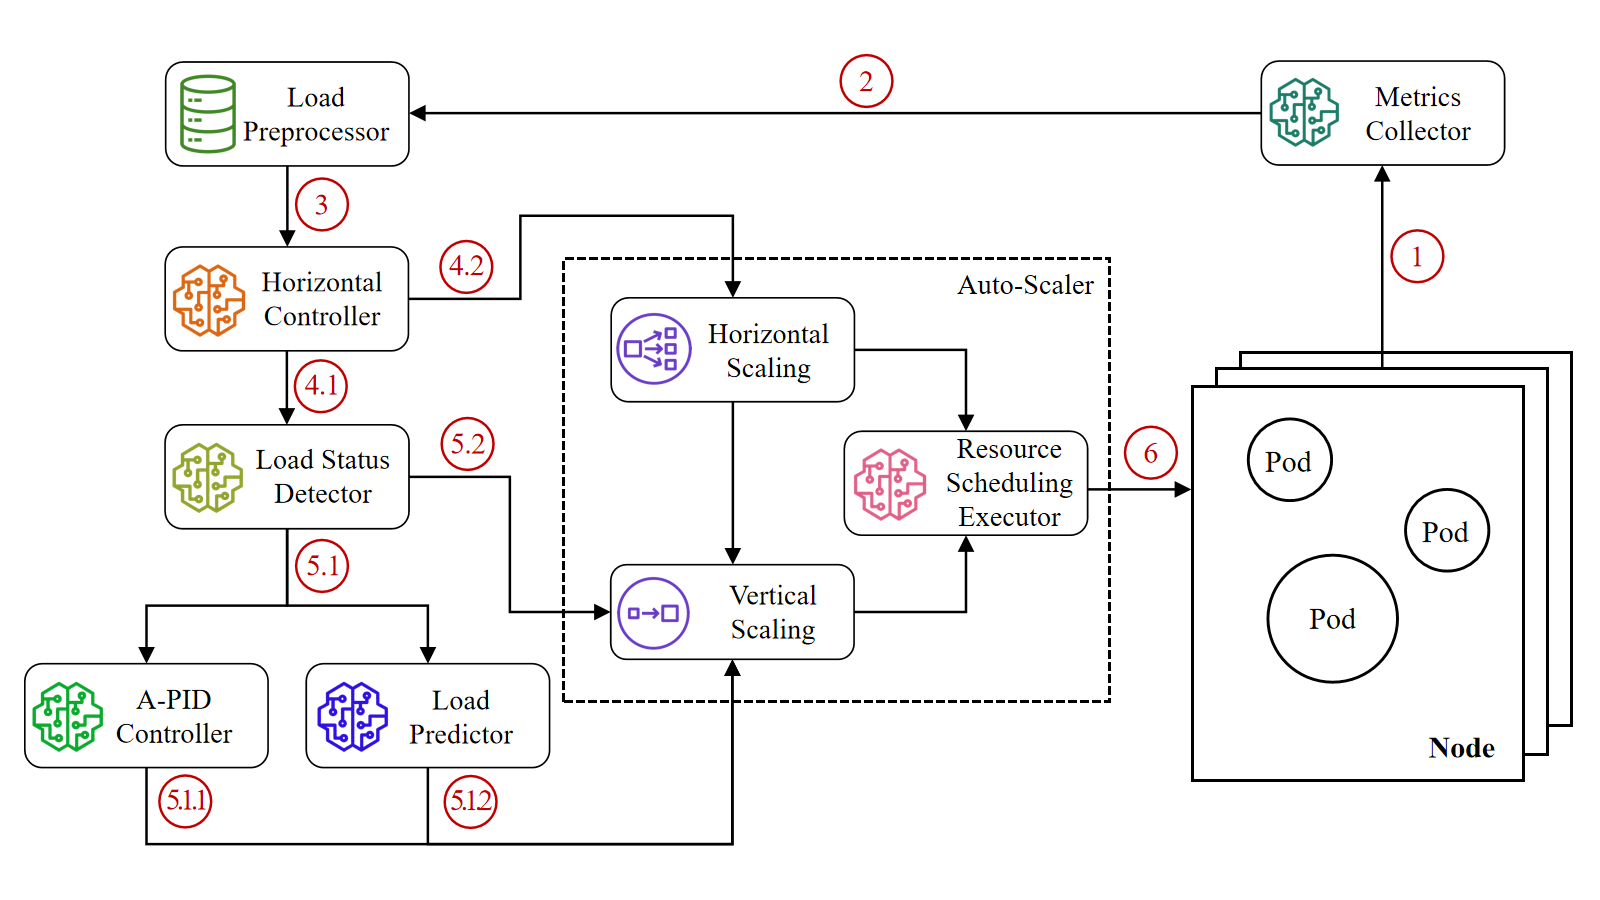 Load
Preprocessor
2
Metrics
Collector
3
1
Horizontal
Controller
4.2
Auto-Scaler
Horizontal
Scaling
4.1
Load Status
Detector
5.2
Resource
Scheduling
Executor
6
Pod
Pod
Pod
Node
5.1
Vertical
Scaling
A-PID
Controller
Load
Predictor
5.1.1
5.1.2